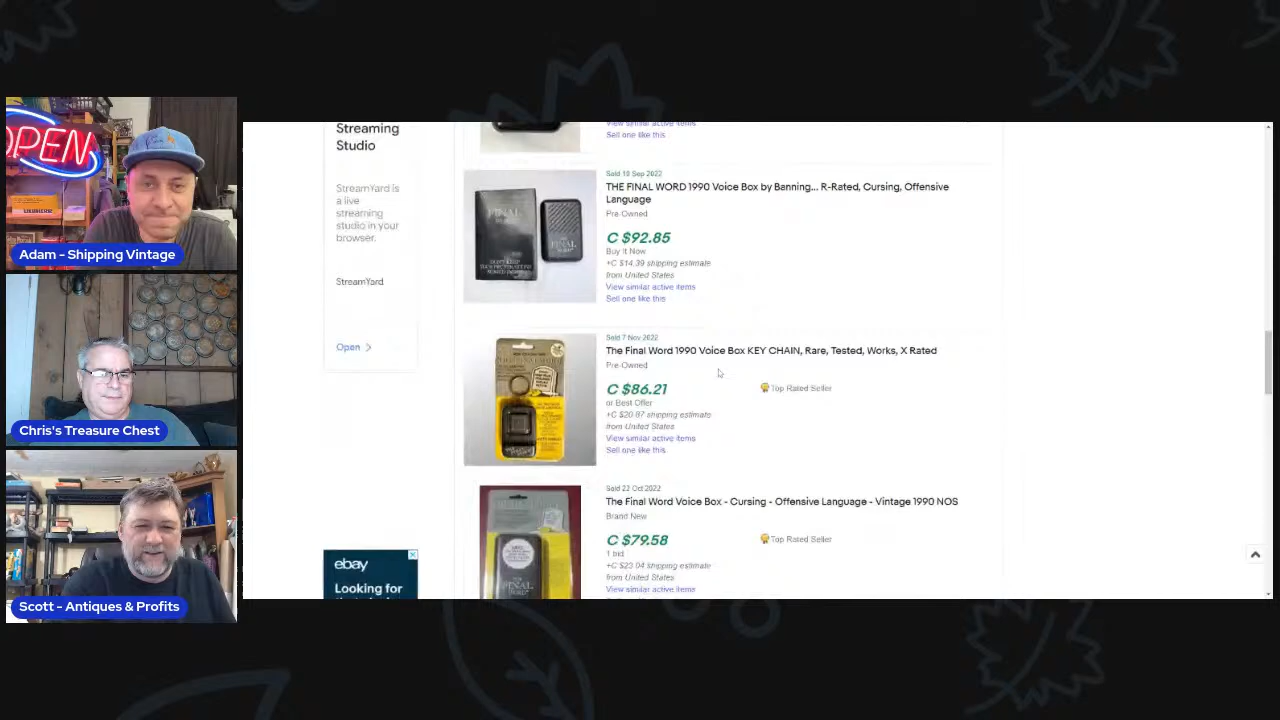 OPEN
Adam - Shipping Vintage
Chris's Treasure Chest
Scott - Antiques & Profits
Streaming
Studio
StreamYard is
a live
streaming
studio in your
browser.
StreamYard
Open
ebay
Looking for
View similar active items
Sell one like this
Sold 10 Sep 2022
THE FINAL WORD 1990 Voice Box by Banning... R-Rated, Cursing, Offensive
Language
Pre-Owned
C $92.85
Buy It Now
+C $14.39 shipping estimate
from United States
View similar active items
Sell one like this
Sold 7 Nov 2022
The Final Word 1990 Voice Box KEY CHAIN, Rare, Tested, Works, X Rated
Pre-Owned
C $86.21
Top Rated Seller
or Best Offer
+C $20.87 shipping estimate
from United States
View similar active items
Sell one like this
Sold 22 Oct 2022
The Final Word Voice Box - Cursing - Offensive Language - Vintage 1990 NOS
Brand New
C $79.58
Top Rated Seller
1 bid
+C $23.04 shipping estimate
from United States
View similar active items